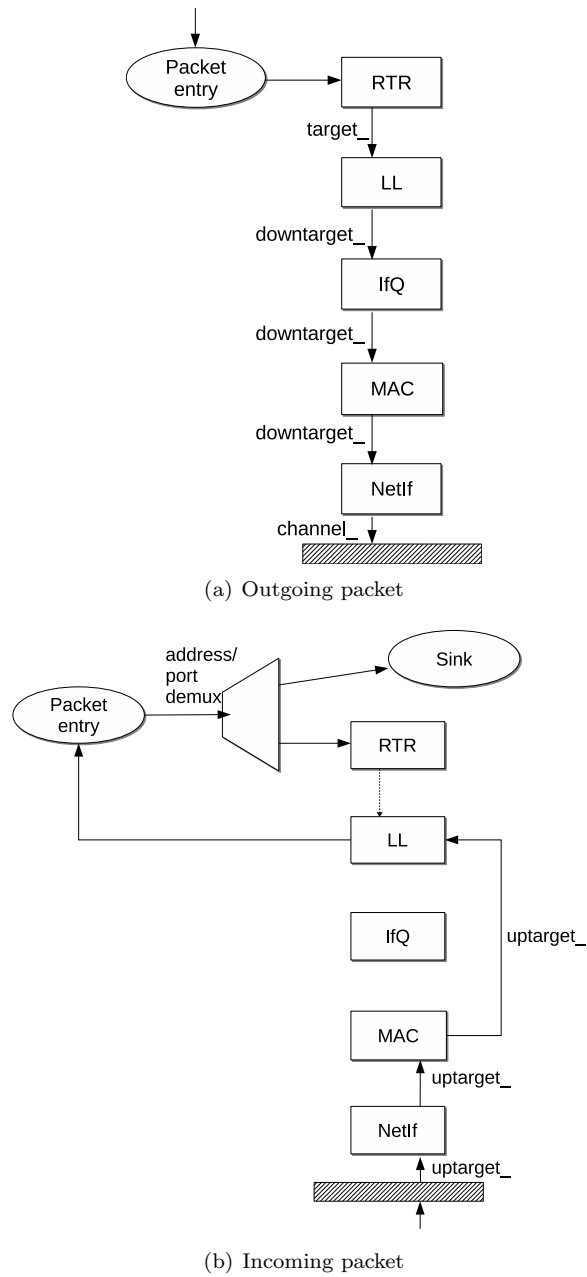 Packet
entry
RTR
target_
LL
downtarget_
IfQ
downtarget_
MAC
downtarget_
NetIf
channel_
(a) Outgoing packet
address/
port
demux
Sink
Packet
entry
RTR
LL
IfQ
uptarget_
MAC
uptarget_
NetIf
uptarget_
(b) Incoming packet